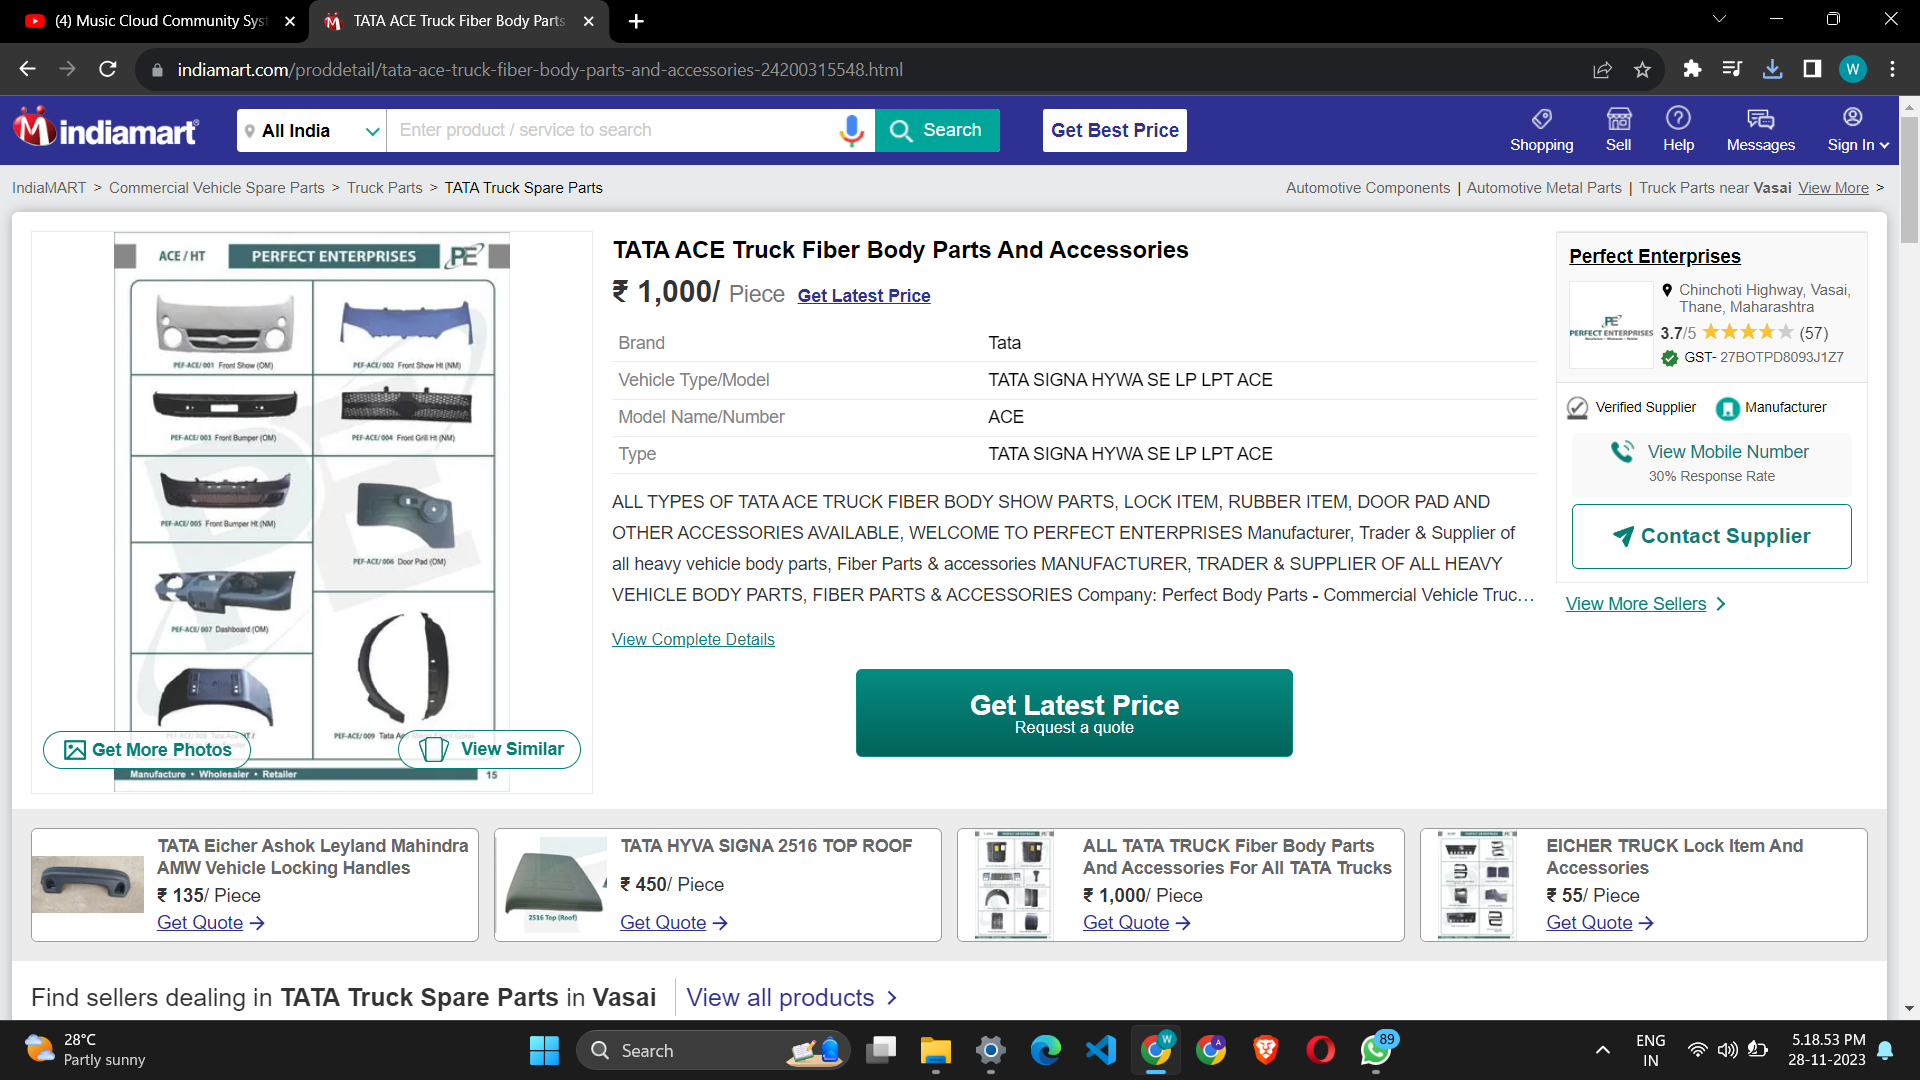 (4) Music Cloud Community Syst
TATA ACE Truck Fiber Body Parts
indiamart.com/proddetail/tata-ace-truck-fiber-body-parts-and-accessories-24200315548.html
W
indiamart
All India
Enter product / service to search
Search
Get Best Price
Shopping
Sell
Help
Messages
Sign In
IndiaMART > Commercial Vehicle Spare Parts > Truck Parts > TATA Truck Spare Parts
Automotive Components | Automotive Metal Parts | Truck Parts near Vasai View More >
ACE / HT
PERFECT ENTERPRISES
PE
PEF-ACE/ 001 Front Show (OM)
PEF-ACE/ 002 Front Show Ht (NM)
PEF-ACE/ 003 Front Bumper (OM)
PEF-ACE/ 004 Front Grill Ht (NM)
PEF-ACE/ 005 Front Bumper Ht (NM)
PEF-ACE/ 006 Door Pad (OM)
PEF-ACE/ 007 Dashboard (OM)
PEF-ACE/ 009 Tata
Get More Photos
View Similar
Manufacture • Wholesaler • Retailer
15
TATA ACE Truck Fiber Body Parts And Accessories
₹ 1,000/ Piece Get Latest Price
Brand Tata
Vehicle Type/Model TATA SIGNA HYWA SE LP LPT ACE
Model Name/Number ACE
Type TATA SIGNA HYWA SE LP LPT ACE
ALL TYPES OF TATA ACE TRUCK FIBER BODY SHOW PARTS, LOCK ITEM, RUBBER ITEM, DOOR PAD AND
OTHER ACCESSORIES AVAILABLE, WELCOME TO PERFECT ENTERPRISES Manufacturer, Trader & Supplier of
all heavy vehicle body parts, Fiber Parts & accessories MANUFACTURER, TRADER & SUPPLIER OF ALL HEAVY
VEHICLE BODY PARTS, FIBER PARTS & ACCESSORIES Company: Perfect Body Parts - Commercial Vehicle Truc…
View Complete Details
Get Latest Price
Request a quote
Perfect Enterprises
PE
PERFECT ENTERPRISES
Chinchoti Highway, Vasai,
Thane, Maharashtra
3.7/5 (57)
GST- 27BOTPD8093J1Z7
Verified Supplier
Manufacturer
View Mobile Number
30% Response Rate
Contact Supplier
View More Sellers
TATA Eicher Ashok Leyland Mahindra
AMW Vehicle Locking Handles
₹ 135/ Piece
Get Quote
2516 Top (Roof)
TATA HYVA SIGNA 2516 TOP ROOF
₹ 450/ Piece
Get Quote
ALL TATA TRUCK Fiber Body Parts
And Accessories For All TATA Trucks
₹ 1,000/ Piece
Get Quote
EICHER TRUCK Lock Item And
Accessories
₹ 55/ Piece
Get Quote
Find sellers dealing in TATA Truck Spare Parts in Vasai
View all products
28°C
Partly sunny
Search
W
A
89
ENG
IN
5.18.53 PM
28-11-2023